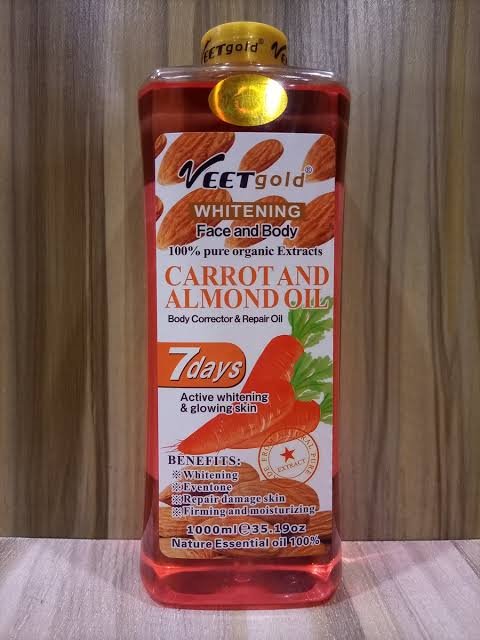 VEETgold®
VEETgold®
WHITENING
Face and Body
100% pure organic Extracts
CARROT AND
ALMOND OIL
Body Corrector & Repair Oil
7days
Active whitening
& glowing skin
BENEFITS:
※Whitening
※Eventone
※Repair damage skin
※Firming and moisturizing
EXTRACT
1000ml℮35.19oz
Nature Essential oil 100%